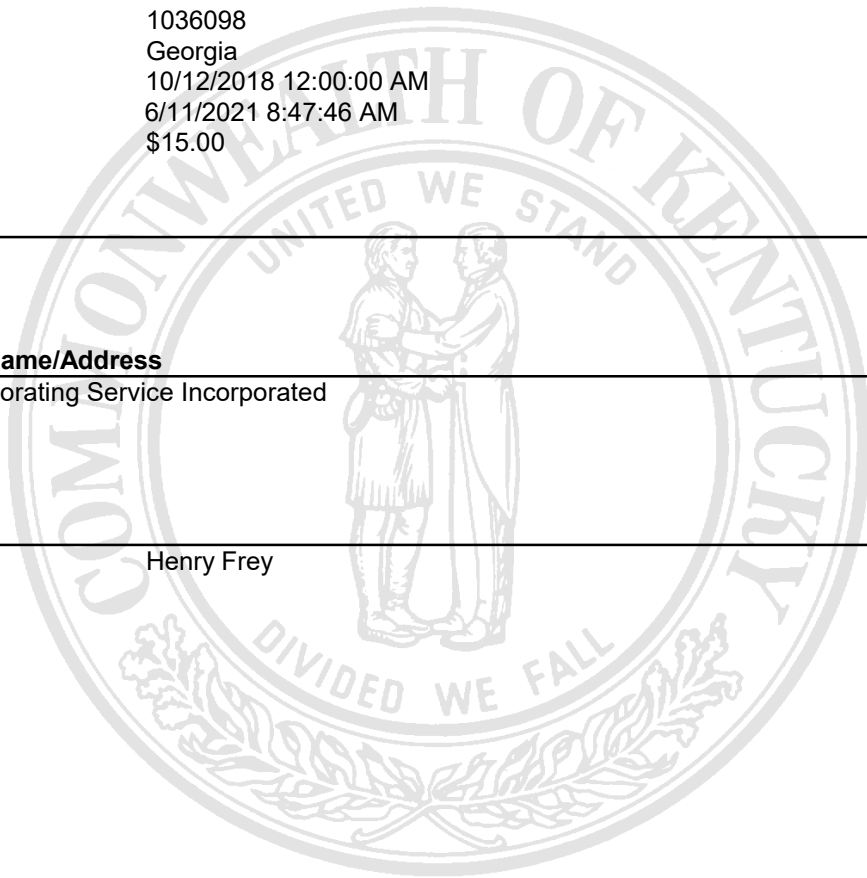 1036098
Georgia
10/12/2018 12:00:00 AM
6/11/2021 8:47:46 AM
$15.00
COMMONWEALTH OF KENTUCKY
UNITED WE STAND
ame/Address
orating Service Incorporated
Henry Frey
DIVIDED WE FALL